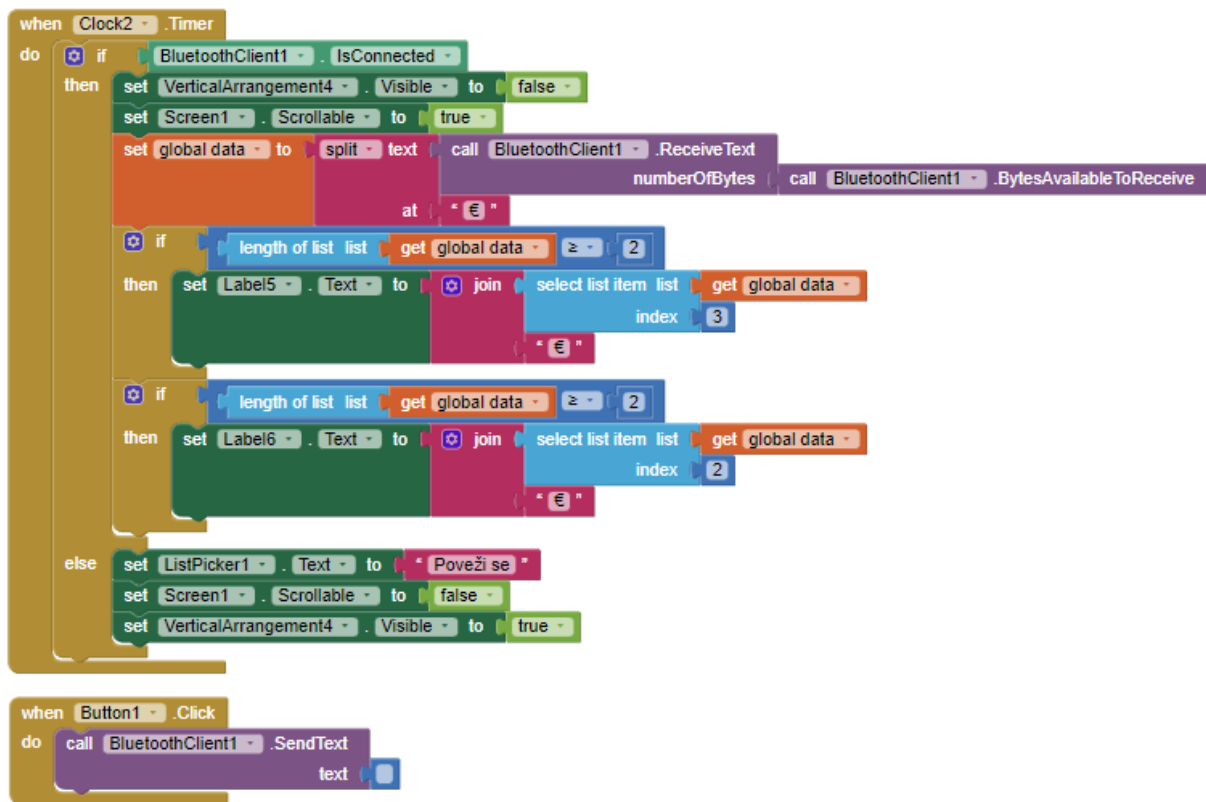 when Clock2 .Timer
do if BluetoothClient1 . IsConnected
then set VerticalArrangement4 . Visible to false
set Screen1 . Scrollable to true
set global data to split text call BluetoothClient1 .ReceiveText
numberOfBytes call BluetoothClient1 .BytesAvailableToReceive
at “ € ”
if length of list list get global data ≥ 2
then set Label5 . Text to join select list item list get global data
index 3
“ € ”
if length of list list get global data ≥ 2
then set Label6 . Text to join select list item list get global data
index 2
“ € ”
else set ListPicker1 . Text to “ Poveži se ”
set Screen1 . Scrollable to false
set VerticalArrangement4 . Visible to true
when Button1 .Click
do call BluetoothClient1 .SendText
text